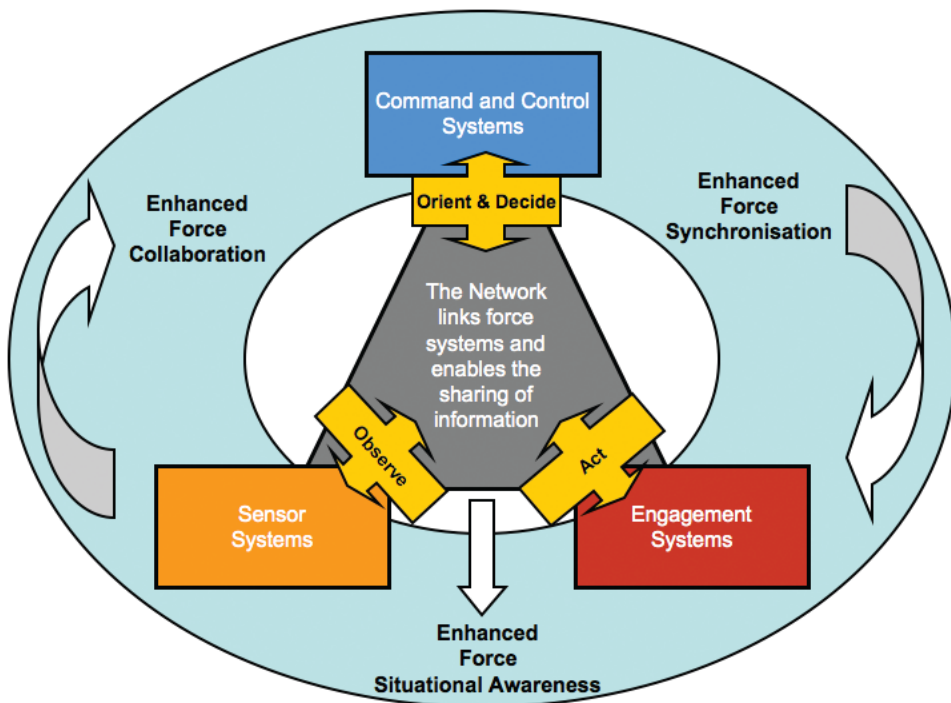 Command and Control
Systems
Orient & Decide
Enhanced
Force
Collaboration
Enhanced
Force
Synchronisation
The Network
links force
systems and
enables the
sharing of
information
Observe
Act
Sensor
Systems
Engagement
Systems
Enhanced
Force
Situational Awareness